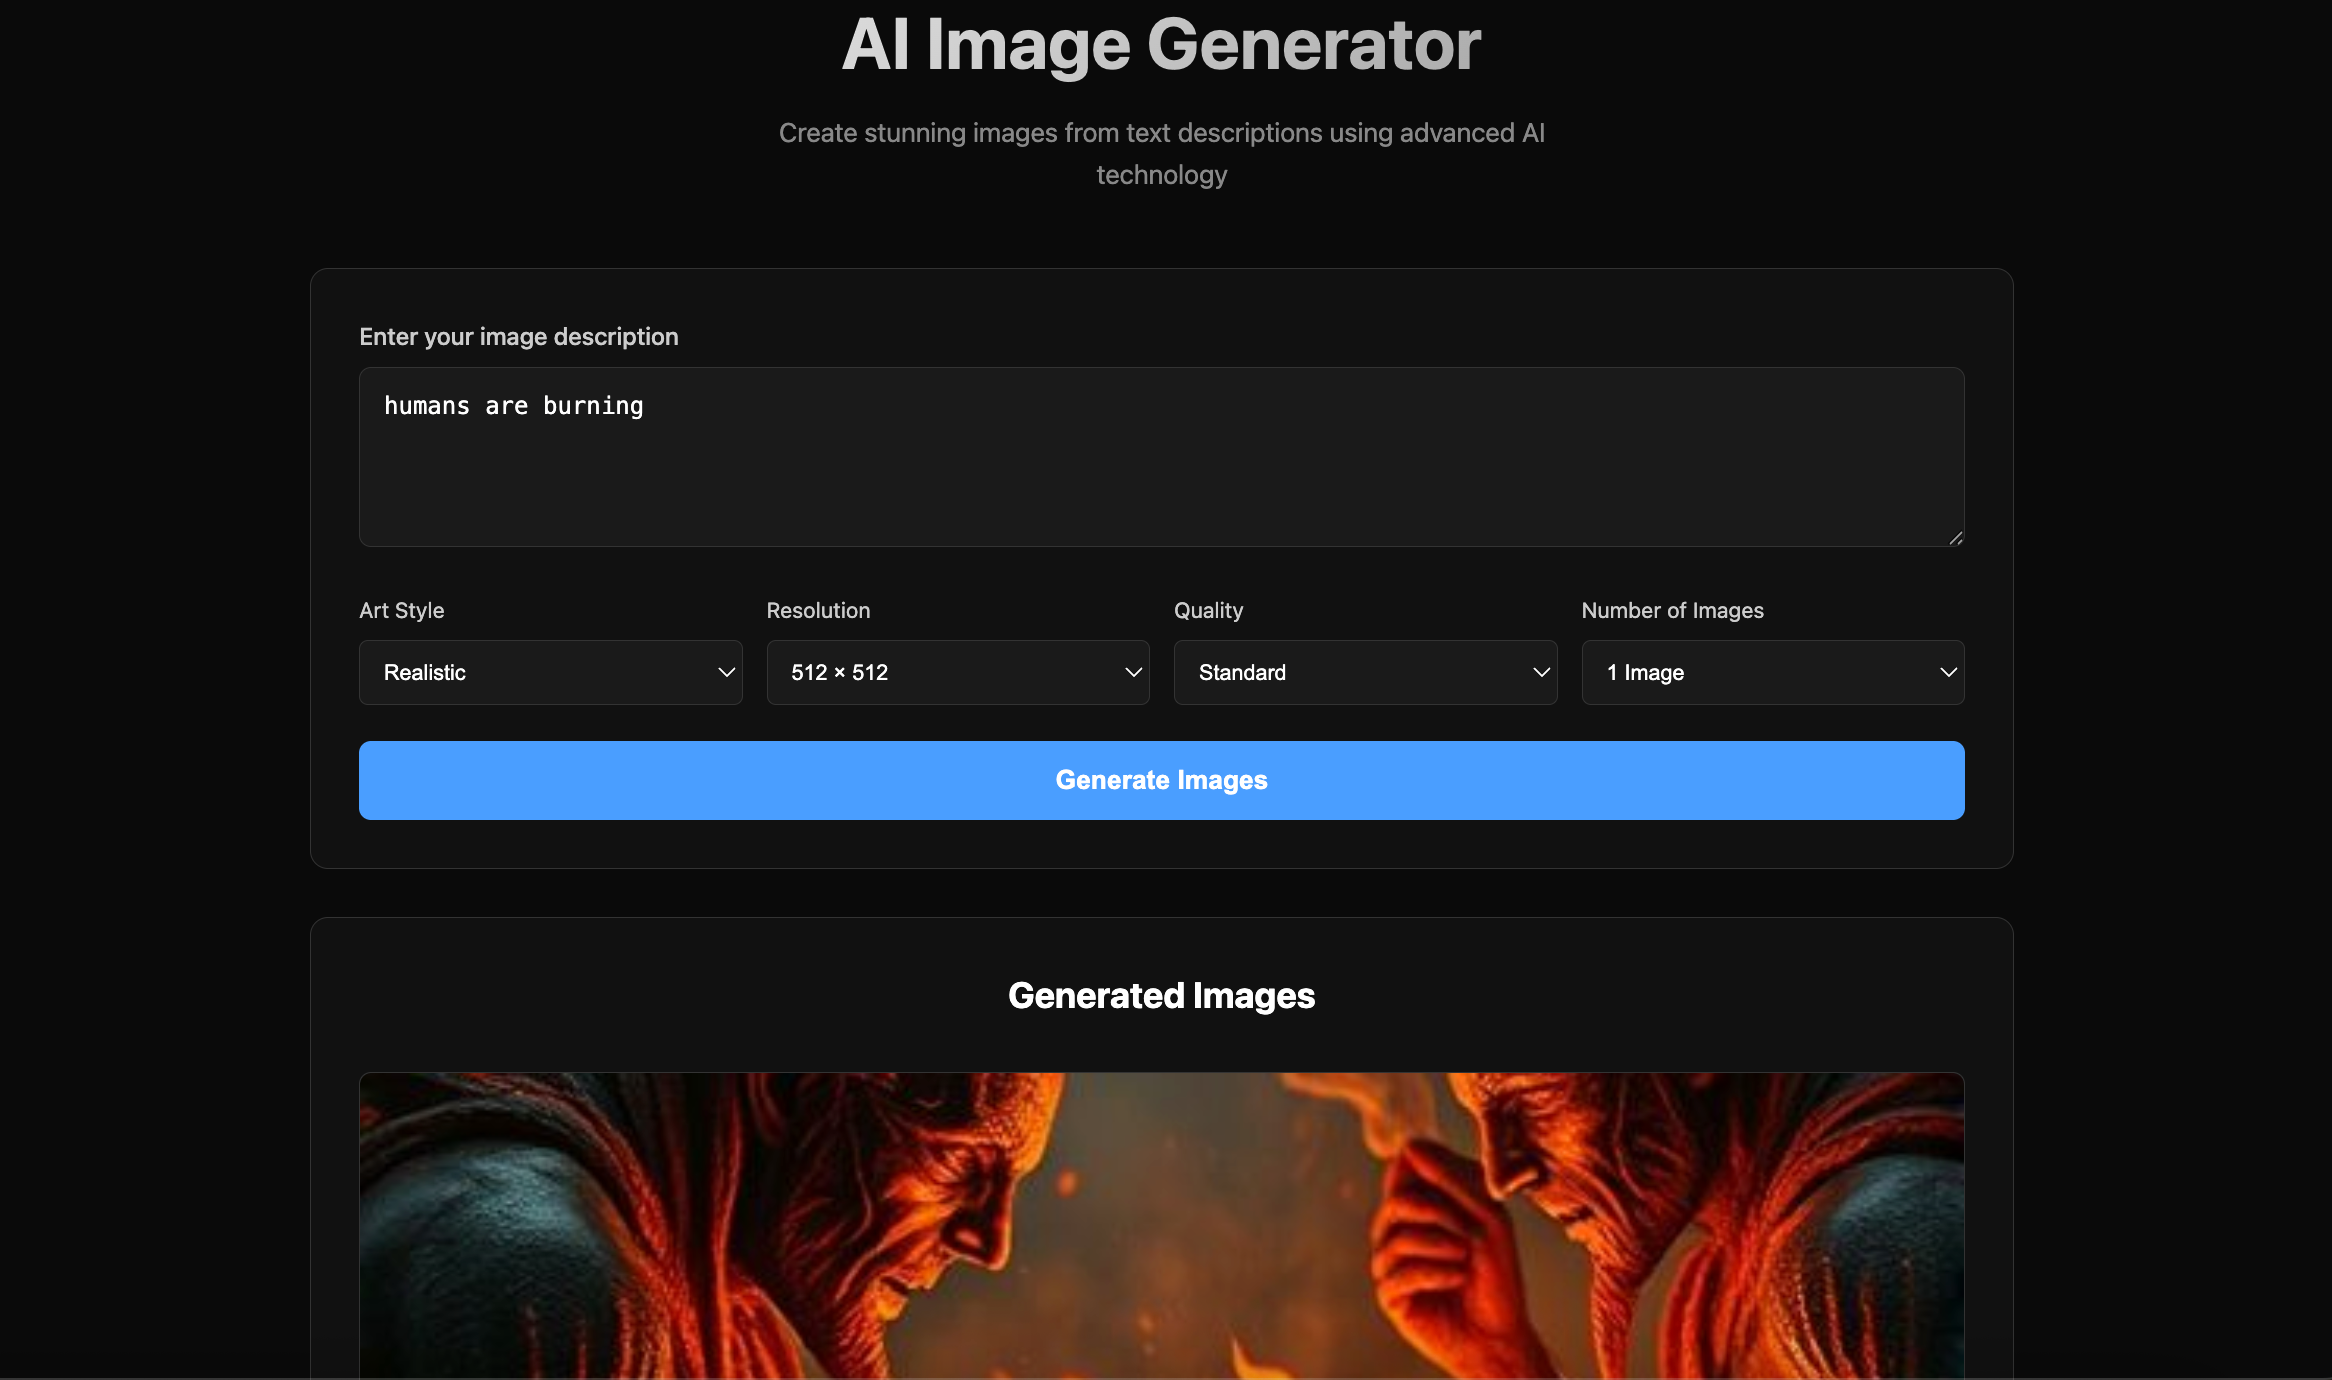 AI Image Generator
Create stunning images from text descriptions using advanced AI
technology
Enter your image description
humans are burning
Art Style
Resolution
Quality
Number of Images
Realistic
512 × 512
Standard
1 Image
Generate Images
Generated Images